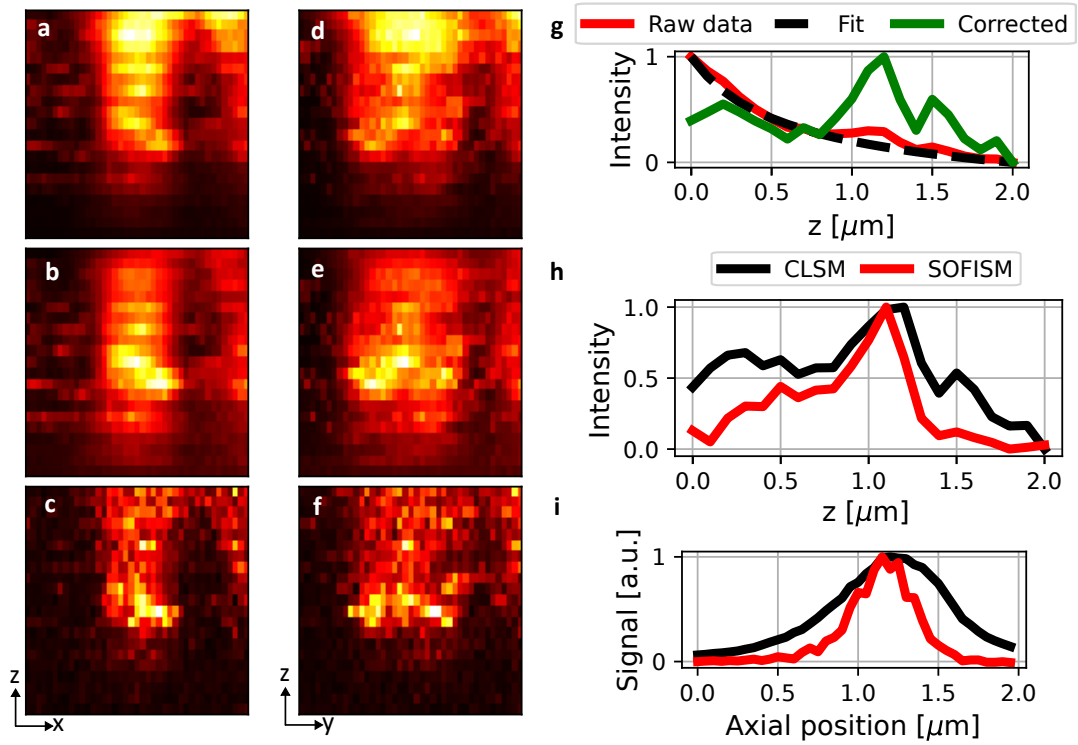 a
b
c
z
x
d
e
f
z
y
g
Raw data Fit Corrected
Intensity
1
0
0.0 0.5 1.0 1.5 2.0
z [μm]
h
CLSM SOFISM
Intensity
1.0
0.5
0.0
0.0 0.5 1.0 1.5 2.0
z [μm]
i
Signal [a.u.]
1
0
0.0 0.5 1.0 1.5 2.0
Axial position [μm]